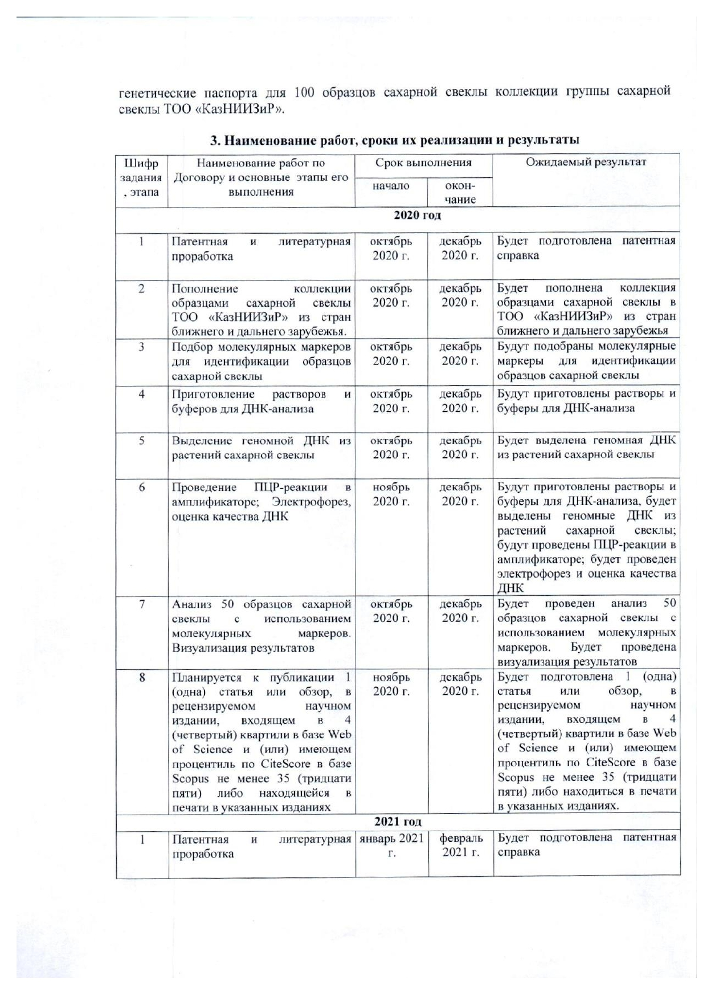 генетические паспорта для 100 образцов сахарной свеклы коллекции группы сахарной
свеклы ТОО «КазНИИЗиР».
3. Наименование работ, сроки их реализации и результаты
Шифр
задания
, этапа
Наименование работ по
Договору и основные этапы его
выполнения
Срок выполнения
начало
окон-
чание
Ожидаемый результат
2020 год
1
Патентная и литературная
проработка
октябрь
2020 г.
декабрь
2020 г.
Будет подготовлена патентная
справка
2
Пополнение коллекции
образцами сахарной свеклы
ТОО «КазНИИЗиР» из стран
ближнего и дальнего зарубежья.
октябрь
2020 г.
декабрь
2020 г.
Будет пополнена коллекция
образцами сахарной свеклы в
ТОО «КазНИИЗиР» из стран
ближнего и дальнего зарубежья
3
Подбор молекулярных маркеров
для идентификации образцов
сахарной свеклы
октябрь
2020 г.
декабрь
2020 г.
Будут подобраны молекулярные
маркеры для идентификации
образцов сахарной свеклы
4
Приготовление растворов и
буферов для ДНК-анализа
октябрь
2020 г.
декабрь
2020 г.
Будут приготовлены растворы и
буферы для ДНК-анализа
5
Выделение геномной ДНК из
растений сахарной свеклы
октябрь
2020 г.
декабрь
2020 г.
Будет выделена геномная ДНК
из растений сахарной свеклы
6
Проведение ПЦР-реакции в
амплификаторе; Электрофорез,
оценка качества ДНК
ноябрь
2020 г.
декабрь
2020 г.
Будут приготовлены растворы и
буферы для ДНК-анализа, будет
выделены геномные ДНК из
растений сахарной свеклы;
будут проведены ПЦР-реакции в
амплификаторе; будет проведен
электрофорез и оценка качества
ДНК
7
Анализ 50 образцов сахарной
свеклы с использованием
молекулярных маркеров.
Визуализация результатов
октябрь
2020 г.
декабрь
2020 г.
Будет проведен анализ 50
образцов сахарной свеклы с
использованием молекулярных
маркеров. Будет проведена
визуализация результатов
8
Планируется к публикации 1
(одна) статья или обзор, в
рецензируемом научном
издании, входящем в 4
(четвертый) квартили в базе Web
of Science и (или) имеющем
процентиль по CiteScore в базе
Scopus не менее 35 (тридцати
пяти) либо находящейся в
печати в указанных изданиях
ноябрь
2020 г.
декабрь
2020 г.
Будет подготовлена 1 (одна)
статья или обзор, в
рецензируемом научном
издании, входящем в 4
(четвертый) квартили в базе Web
of Science и (или) имеющем
процентиль по CiteScore в базе
Scopus не менее 35 (тридцати
пяти) либо находиться в печати
в указанных изданиях.
2021 год
1
Патентная и литературная
проработка
январь 2021
г.
февраль
2021 г.
Будет подготовлена патентная
справка